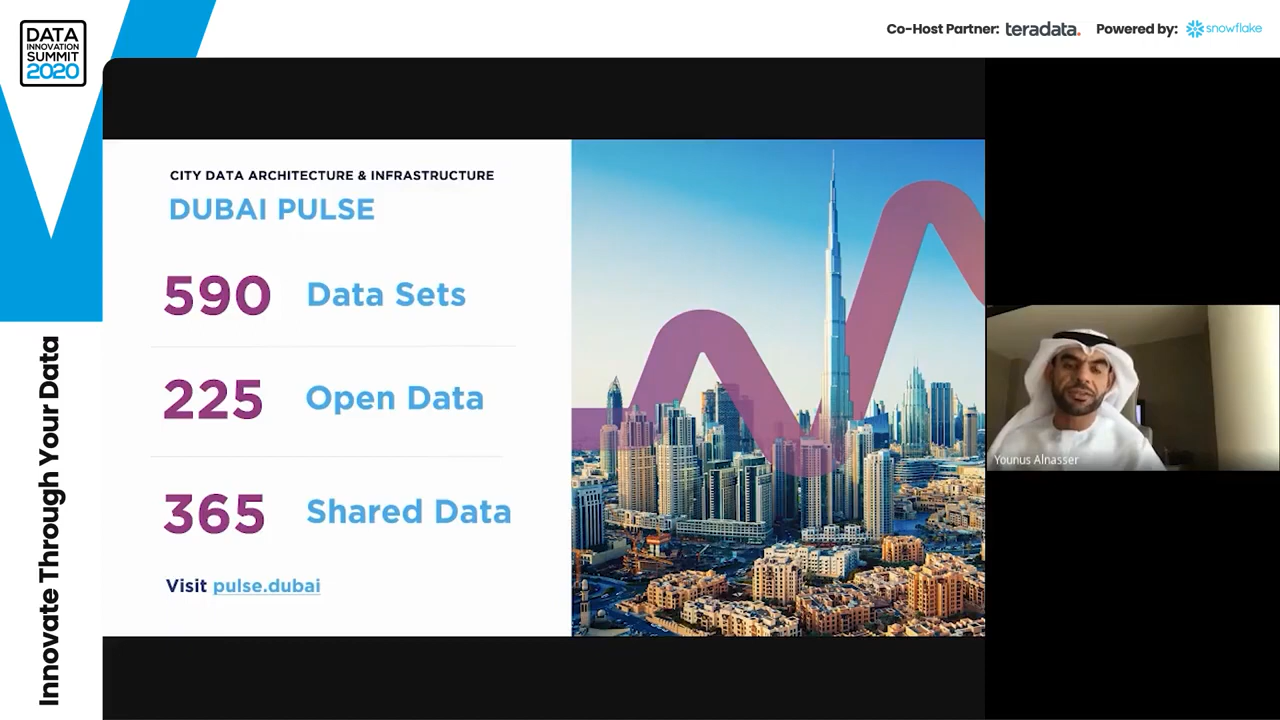 DATA
INNOVATION
SUMMIT
2020
Co-Host Partner: teradata. Powered by: snowflake
CITY DATA ARCHITECTURE & INFRASTRUCTURE
DUBAI PULSE
590 Data Sets
225 Open Data
365 Shared Data
Visit pulse.dubai
Innovate Through Your Data
Younus Alnasser